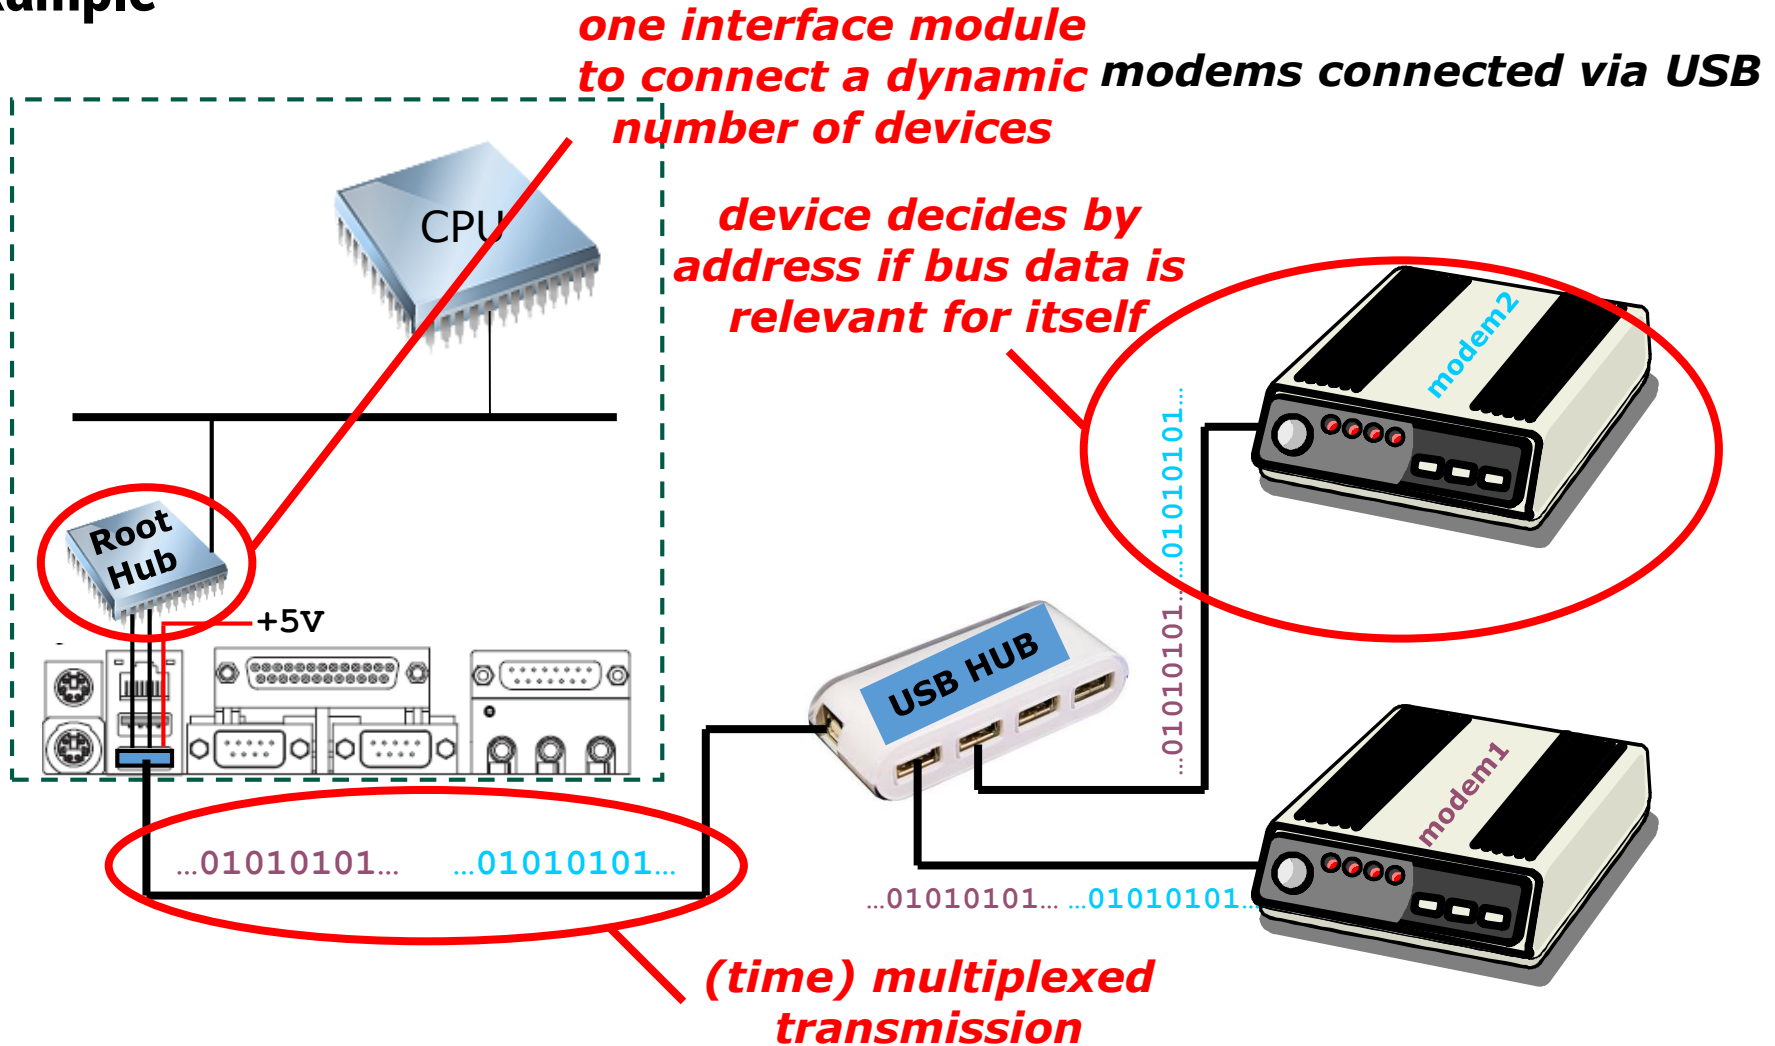 one interface module
to connect a dynamic
number of devices
modems connected via USB
CPU
device decides by
address if bus data is
relevant for itself
modem2
...01010101...
...01010101...
Root
Hub
+5V
USB HUB
modem1
...01010101... ...01010101...
...01010101... ...01010101...
(time) multiplexed
transmission